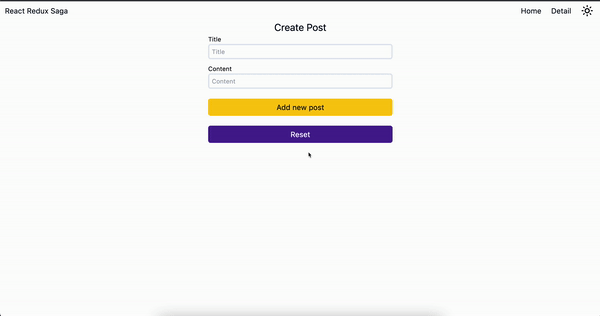 React Redux Saga
Home
Detail
Create Post
Title
Title
Content
Content
Add new post
Reset